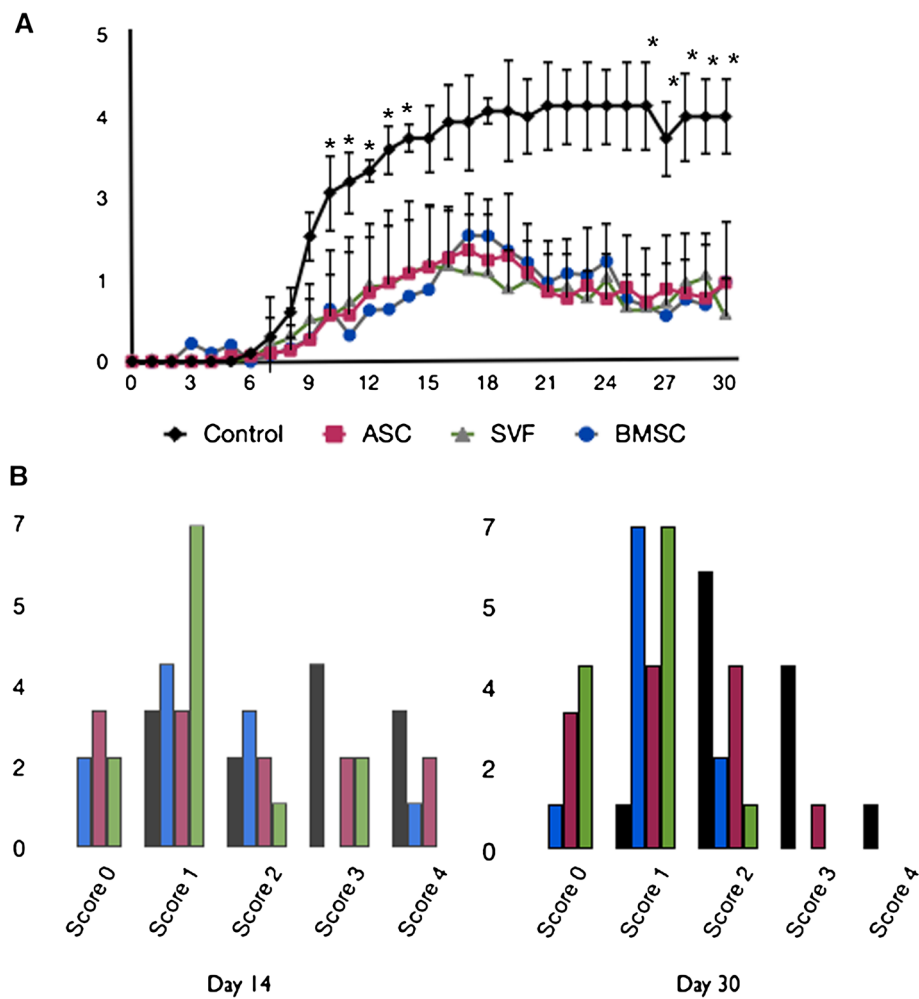 A
5
4
3
1
0
* * * * * * * * * *
0 3 6 9 12 15 18 21 24 27 30
Control ASC SVF BMSC
B
7
5
4
2
0
Score 0 Score 1 Score 2 Score 3 Score 4
Day 14
7
5
4
2
0
Score 0 Score 1 Score 2 Score 3 Score 4
Day 30